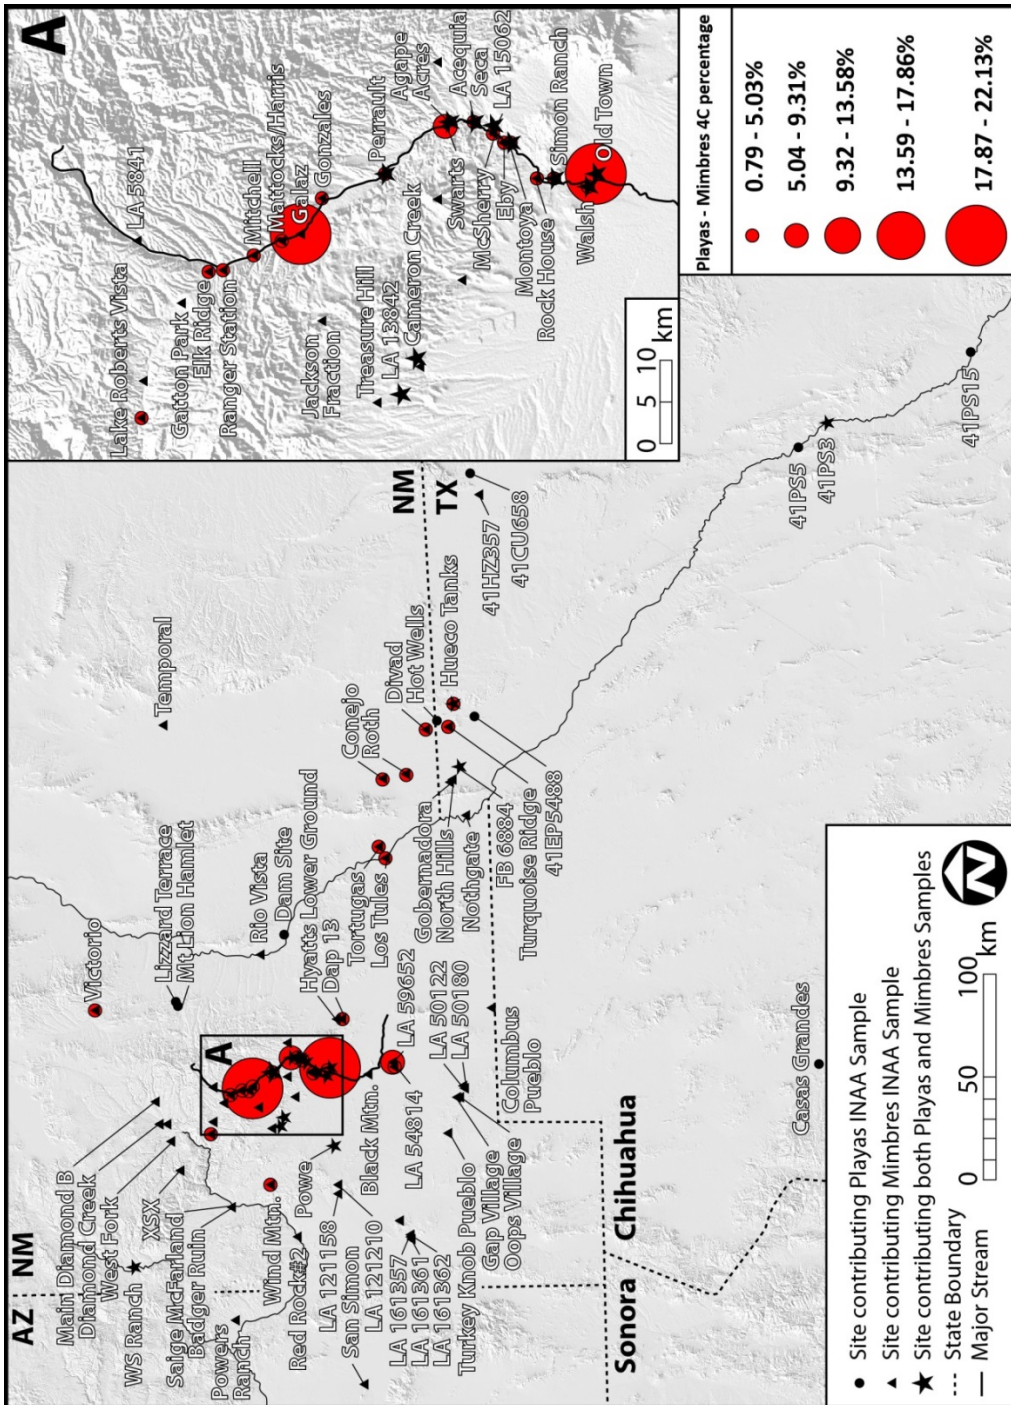 A
Lake Roberts Vista
LA 5841
Gatton Park
Elk Ridge
Ranger Station
Mitchell
Mattocks/Harris
Galaz
Gonzales
Jackson
Fraction
Perrault
Treasure Hill
LA 13842
Cameron Creek
Agape
Acres
Swarts
Acequia
Seca
McSherry
LA 15062
Eby
Montoya
Rock House
Simon Ranch
Walsh
Old Town
0 5 10
km
Playas - Mimbres 4C percentage
0.79 - 5.03%
5.04 - 9.31%
9.32 - 13.58%
13.59 - 17.86%
17.87 - 22.13%
AZ NM
Main Diamond B
Diamond Creek
West Fork
WS Ranch
XSX
Saige McFarland
Badger Ruin
Powers
Ranch
Wind Mtn.
Red Rock#2
Powe
LA 121158
San Simon
LA 121210
Black Mtn.
LA 161357
LA 161361
LA 161362
LA 54814
LA 59652
Turkey Knob Pueblo
Gap Village
Oops Village
LA 50122
LA 50180
Columbus
Pueblo
Victorio
Lizzard Terrace
Mt Lion Hamlet
A
Rio Vista
Dam Site
Hyatts Lower Ground
Dap 13
Tortugas
Los Tules
Temporal
Conejo
Roth
Divad
Hot Wells
Hueco Tanks
Gobernadora
North Hills
Nothgate
FB 6884
Turquoise Ridge
41EP5488
NM
TX
41HZ357
41CU658
41PS5
41PS3
41PS15
Sonora
Chihuahua
Casas Grandes
Site contributing Playas INAA Sample
Site contributing Mimbres INAA Sample
Site contributing both Playas and Mimbres Samples
State Boundary
Major Stream
N
0 50 100
km